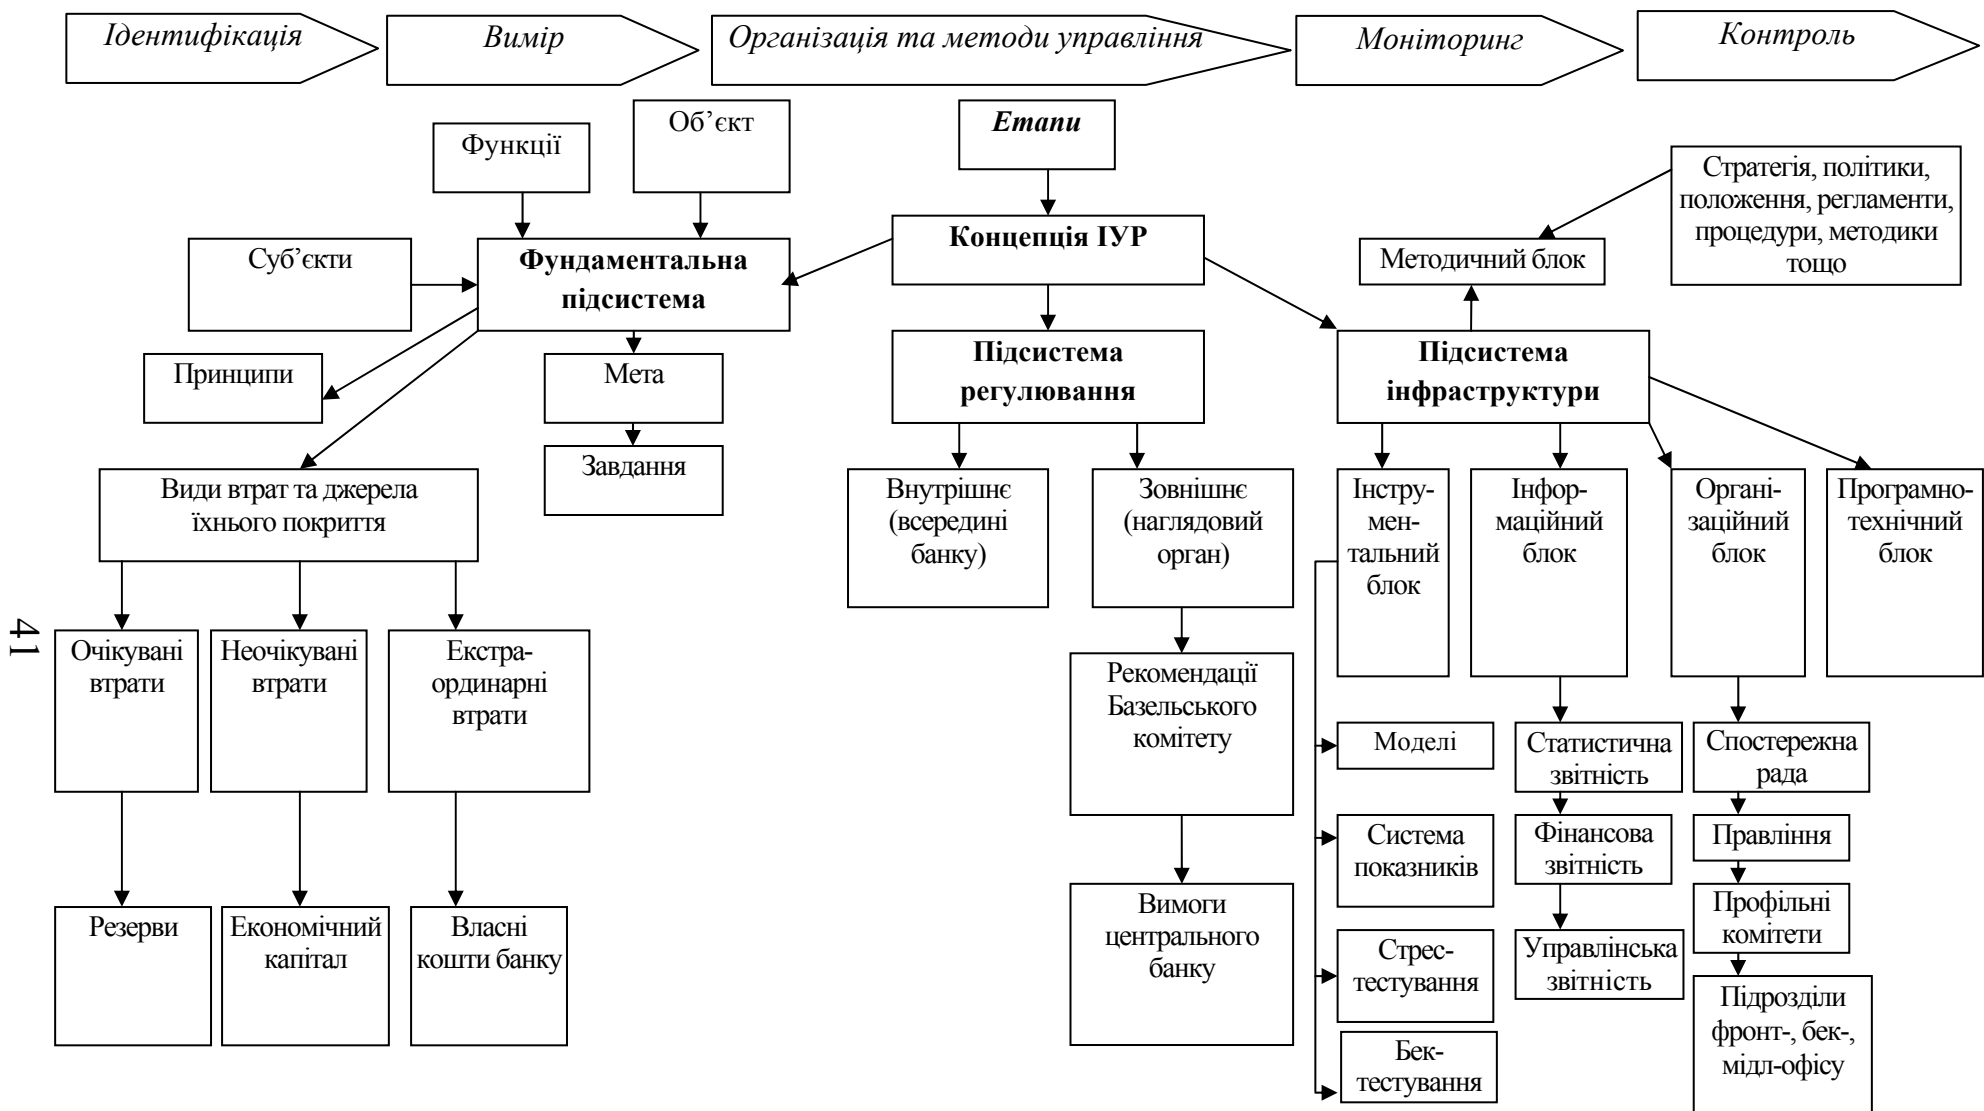 Ідентифікація
Вимір
Організація та методи управління
Моніторинг
Контроль
Функції
Об’єкт
Етапи
Стратегія, політики,
положення, регламенти,
процедури, методики
тощо
Суб’єкти
Фундаментальна
підсистема
Концепція ІУР
Методичний блок
Принципи
Мета
Завдання
Підсистема
регулювання
Підсистема
інфраструктури
Види втрат та джерела
їхнього покриття
Внутрішнє
(всередині
банку)
Зовнішнє
(наглядовий
орган)
Інстру-
мен-
тальний
блок
Інфор-
маційний
блок
Органі-
заційний
блок
Програмно-
технічний
блок
41
Очікувані
втрати
Неочікувані
втрати
Екстра-
ординарні
втрати
Рекомендації
Базельського
комітету
Моделі
Статистична
звітність
Спостережна
рада
Система
показників
Фінансова
звітність
Правління
Резерви
Економічний
капітал
Власні
кошти банку
Вимоги
центрального
банку
Профільні
комітети
Стрес-
тестування
Управлінська
звітність
Підрозділи
фронт-, бек-,
мідл-офісу
Бек-
тестування